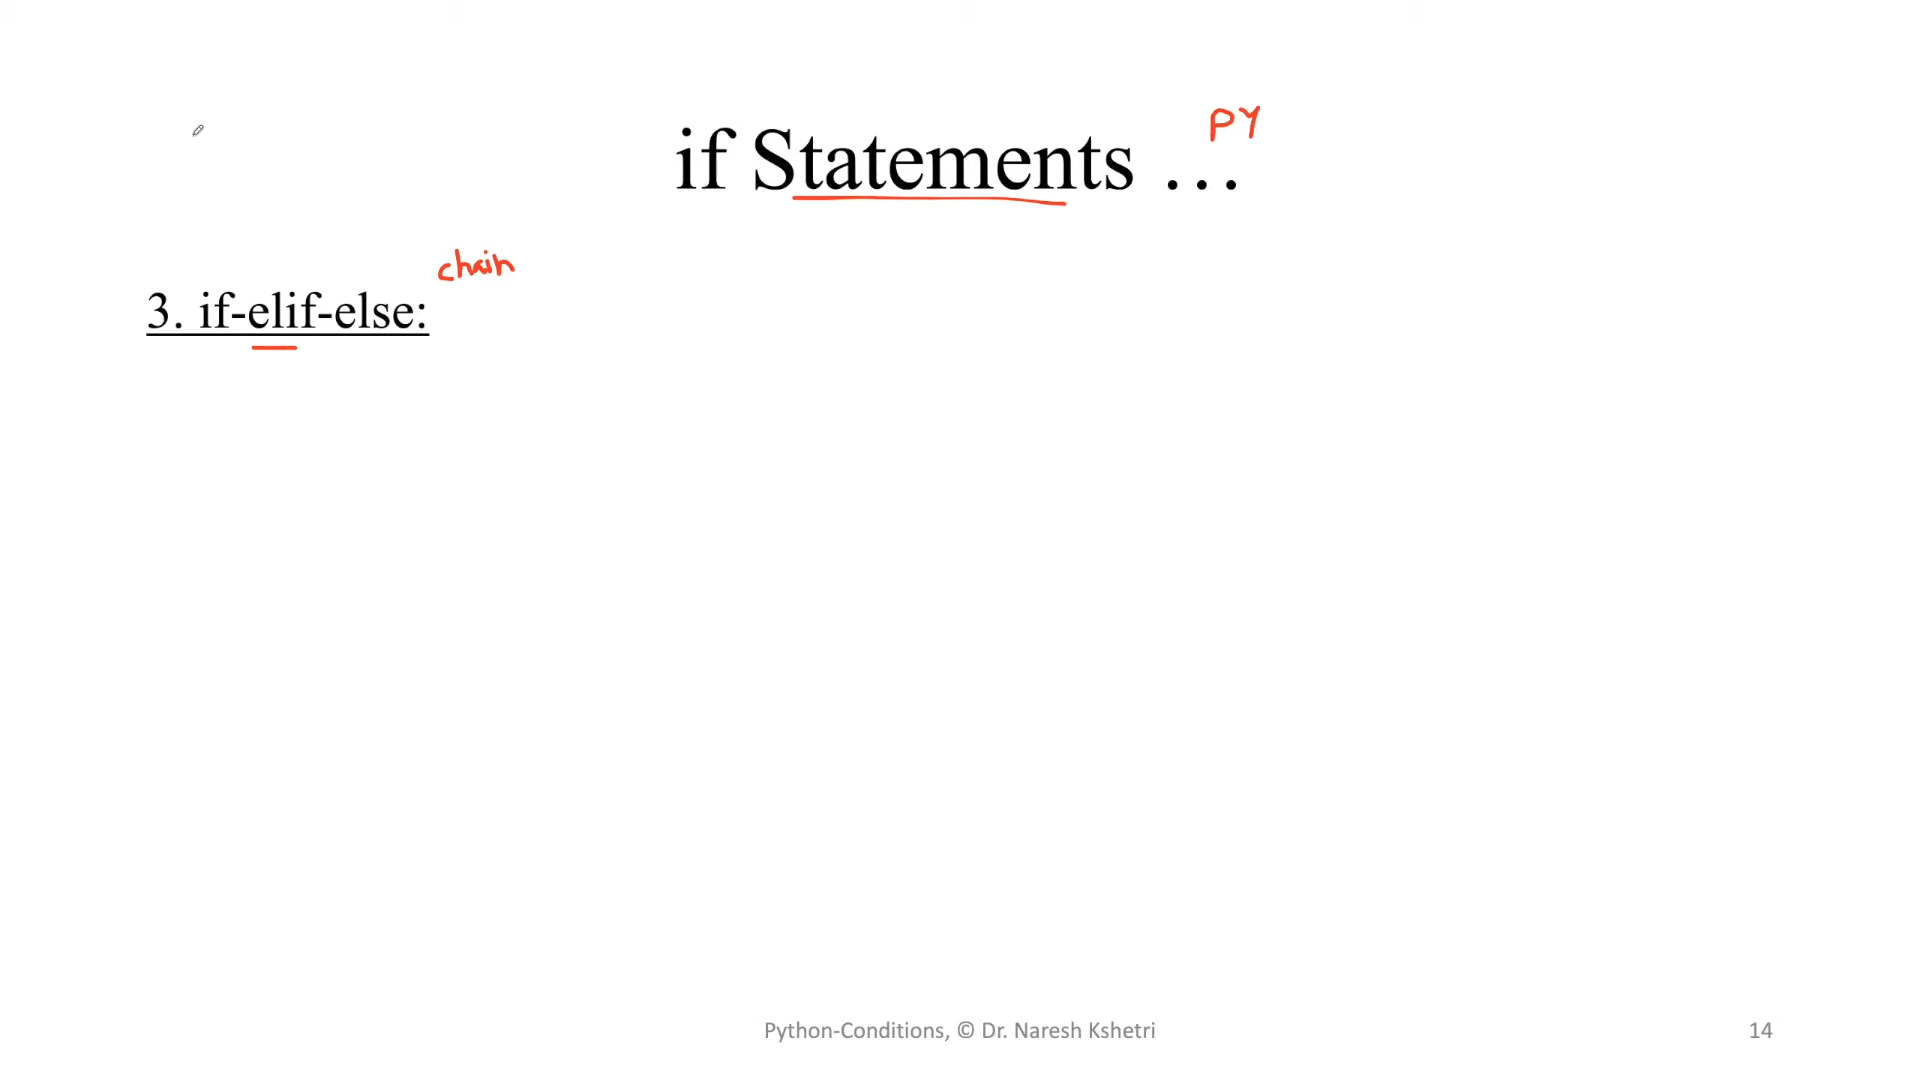 if Statements ... PY
chain
3. if-elif-else:
Python-Conditions, © Dr. Naresh Kshetri
14